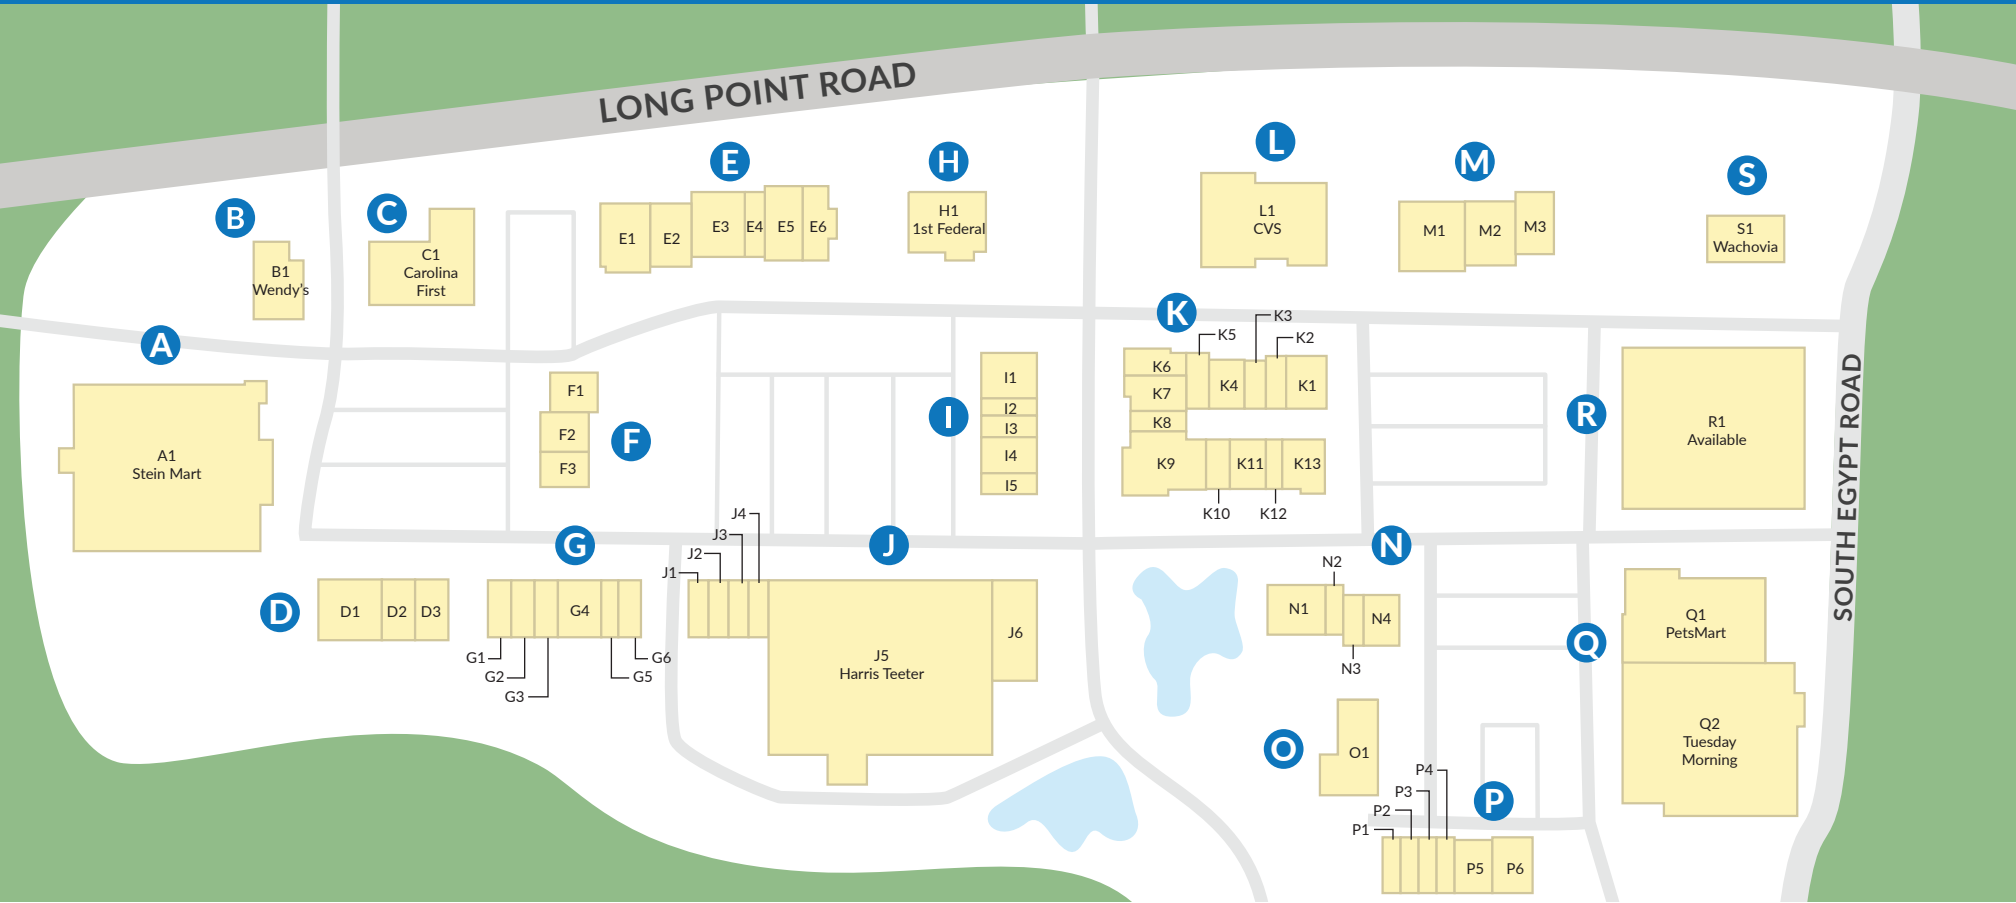 LONG POINT ROAD
SOUTH EGYPT ROAD
A
A1
Stein Mart
B
B1
Wendy's
C
C1
Carolina
First
D
D1
D2
D3
E
E1
E2
E3
E4
E5
E6
F
F1
F2
F3
G
G1
G2
G3
G4
G5
G6
H
H1
1st Federal
I
I1
I2
I3
I4
I5
J
J1
J2
J3
J4
J5
Harris Teeter
J6
K
K1
K2
K3
K4
K5
K6
K7
K8
K9
K10
K11
K12
K13
L
L1
CVS
M
M1
M2
M3
N
N1
N2
N3
N4
O
O1
P
P1
P2
P3
P4
P5
P6
Q
Q1
PetsMart
Q2
Tuesday
Morning
R
R1
Available
S
S1
Wachovia